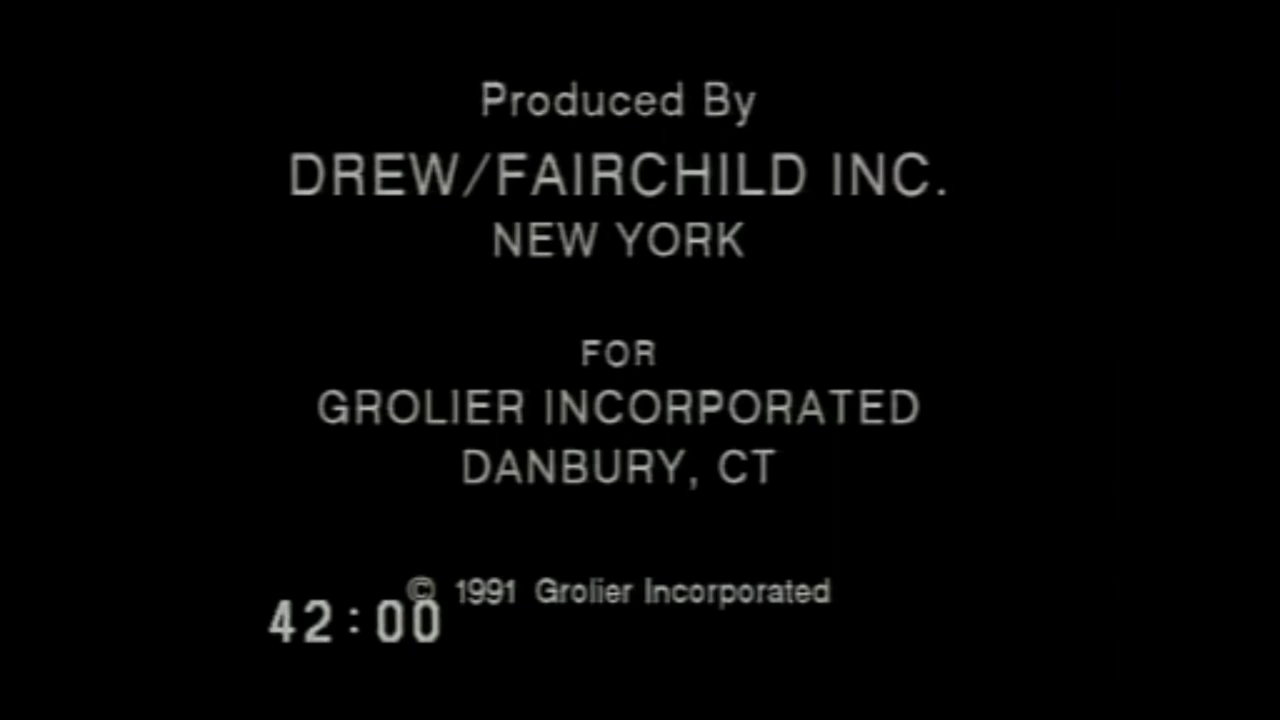 Produced By
DREW/FAIRCHILD INC.
NEW YORK
FOR
GROLIER INCORPORATED
DANBURY, CT
© 1991 Grolier Incorporated
42:00